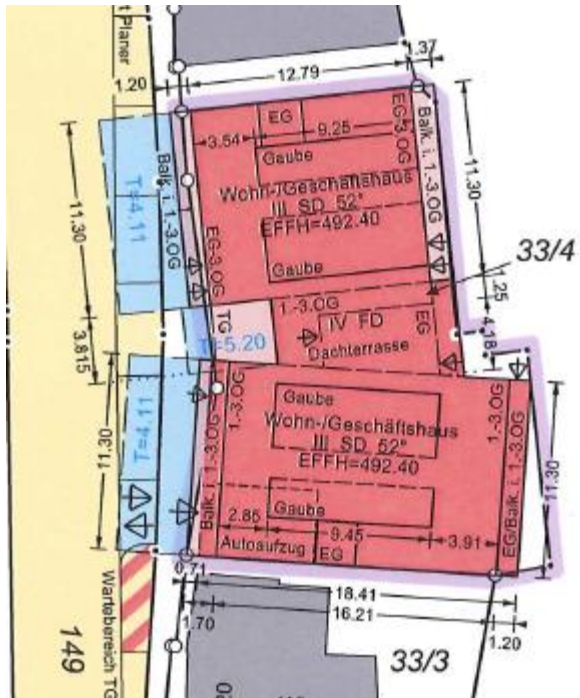 t Planer
1.20
12.79
1.37
EG
3.54
9.25
Gaube
EG-3.OG
Balk. i. 1.-3.OG
11.30
Wohn-/Geschäftshaus
III SD 52°
EFFH=492.40
Gaube
Balk. i. 1.-3.OG
EG-3.OG
T=4.11
11.30
33/4
1.25
4.18
1.-3.OG
IV FD
Dachterrasse
EG
TG
T=5.20
3.815
Gaube
Wohn-/Geschäftshaus
III SD 52°
EFFH=492.40
Gaube
1.-3.OG
Balk. i. 1.-3.OG
T=4.11
11.30
1.-3.OG
EG/Balk. i. 1.-3.OG
11.30
2.85
9.45
3.91
Autoaufzug
EG
0.71
18.41
16.21
1.70
1.20
Wartebereich TG
149
33/3